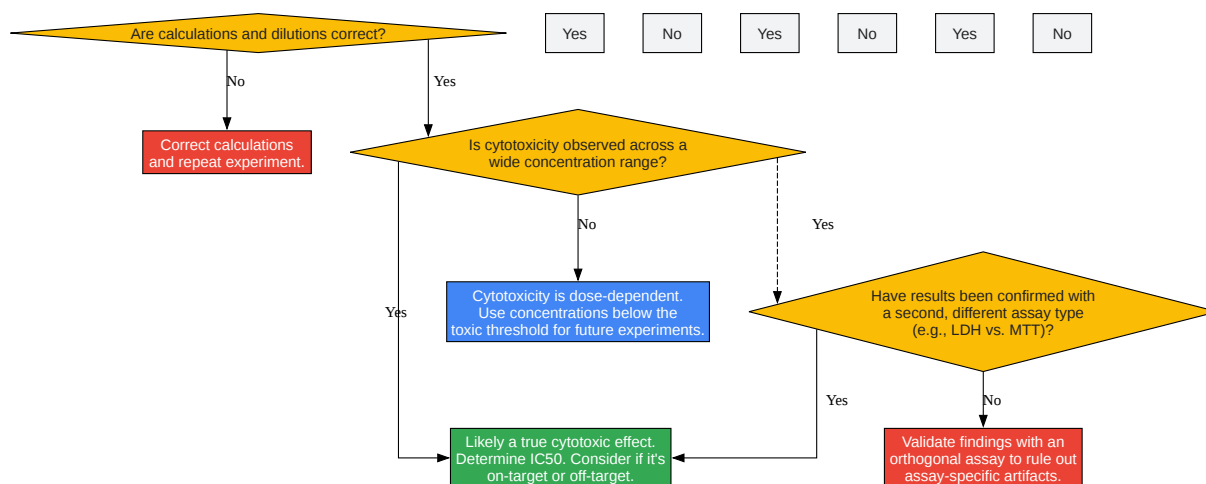 Are calculations and dilutions correct?
Yes
No
Yes
No
Yes
No
No
Yes
Correct calculations
and repeat experiment.
Is cytotoxicity observed across a
wide concentration range?
No
Yes
Yes
Cytotoxicity is dose-dependent.
Use concentrations below the
toxic threshold for future experiments.
Have results been confirmed with
a second, different assay type
(e.g., LDH vs. MTT)?
Yes
No
Likely a true cytotoxic effect.
Determine IC50. Consider if it's
on-target or off-target.
Validate findings with an
orthogonal assay to rule out
assay-specific artifacts.